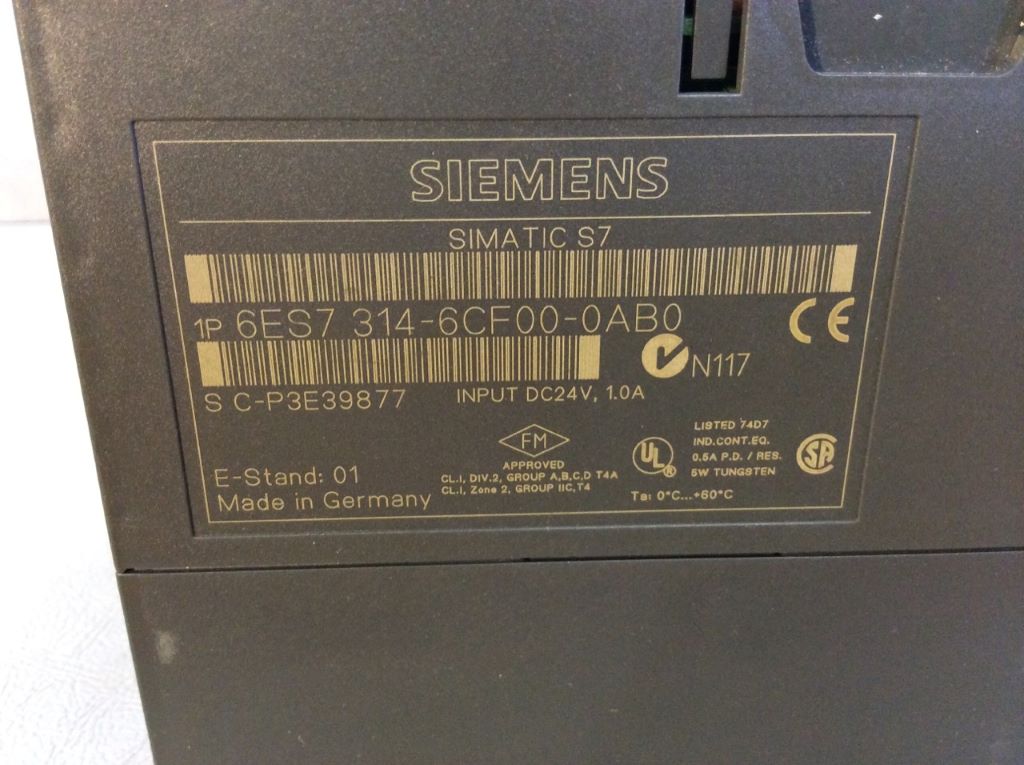 SIEMENS
SIMATIC S7
1P 6ES7 314-6CF00-0AB0
CE
N117
S C-P3E39877
INPUT DC24V, 1.0A
FM
APPROVED
CL.I, DIV.2, GROUP A,B,C,D T4A
CL.I, Zone 2, GROUP IIC,T4
UL
®
LISTED 74D7
IND.CONT.EQ.
0.5A P.D. / RES.
5W TUNGSTEN
SA
Ta: 0°C...+60°C
E-Stand: 01
Made in Germany